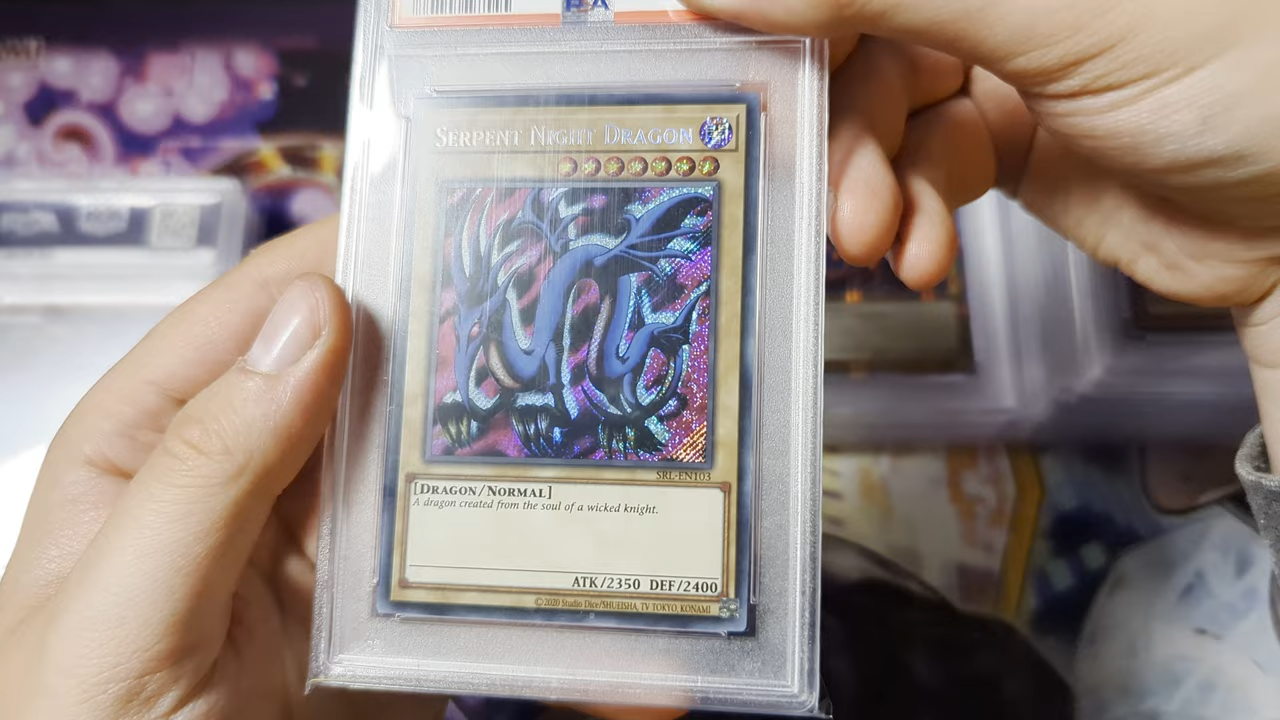 SERPENT NIGHT DRAGON
SRL-EN103
[DRAGON/NORMAL]
A dragon created from the soul of a wicked knight.
ATK/2350 DEF/2400
©2020 Studio Dice/SHUEISHA, TV TOKYO, KONAMI